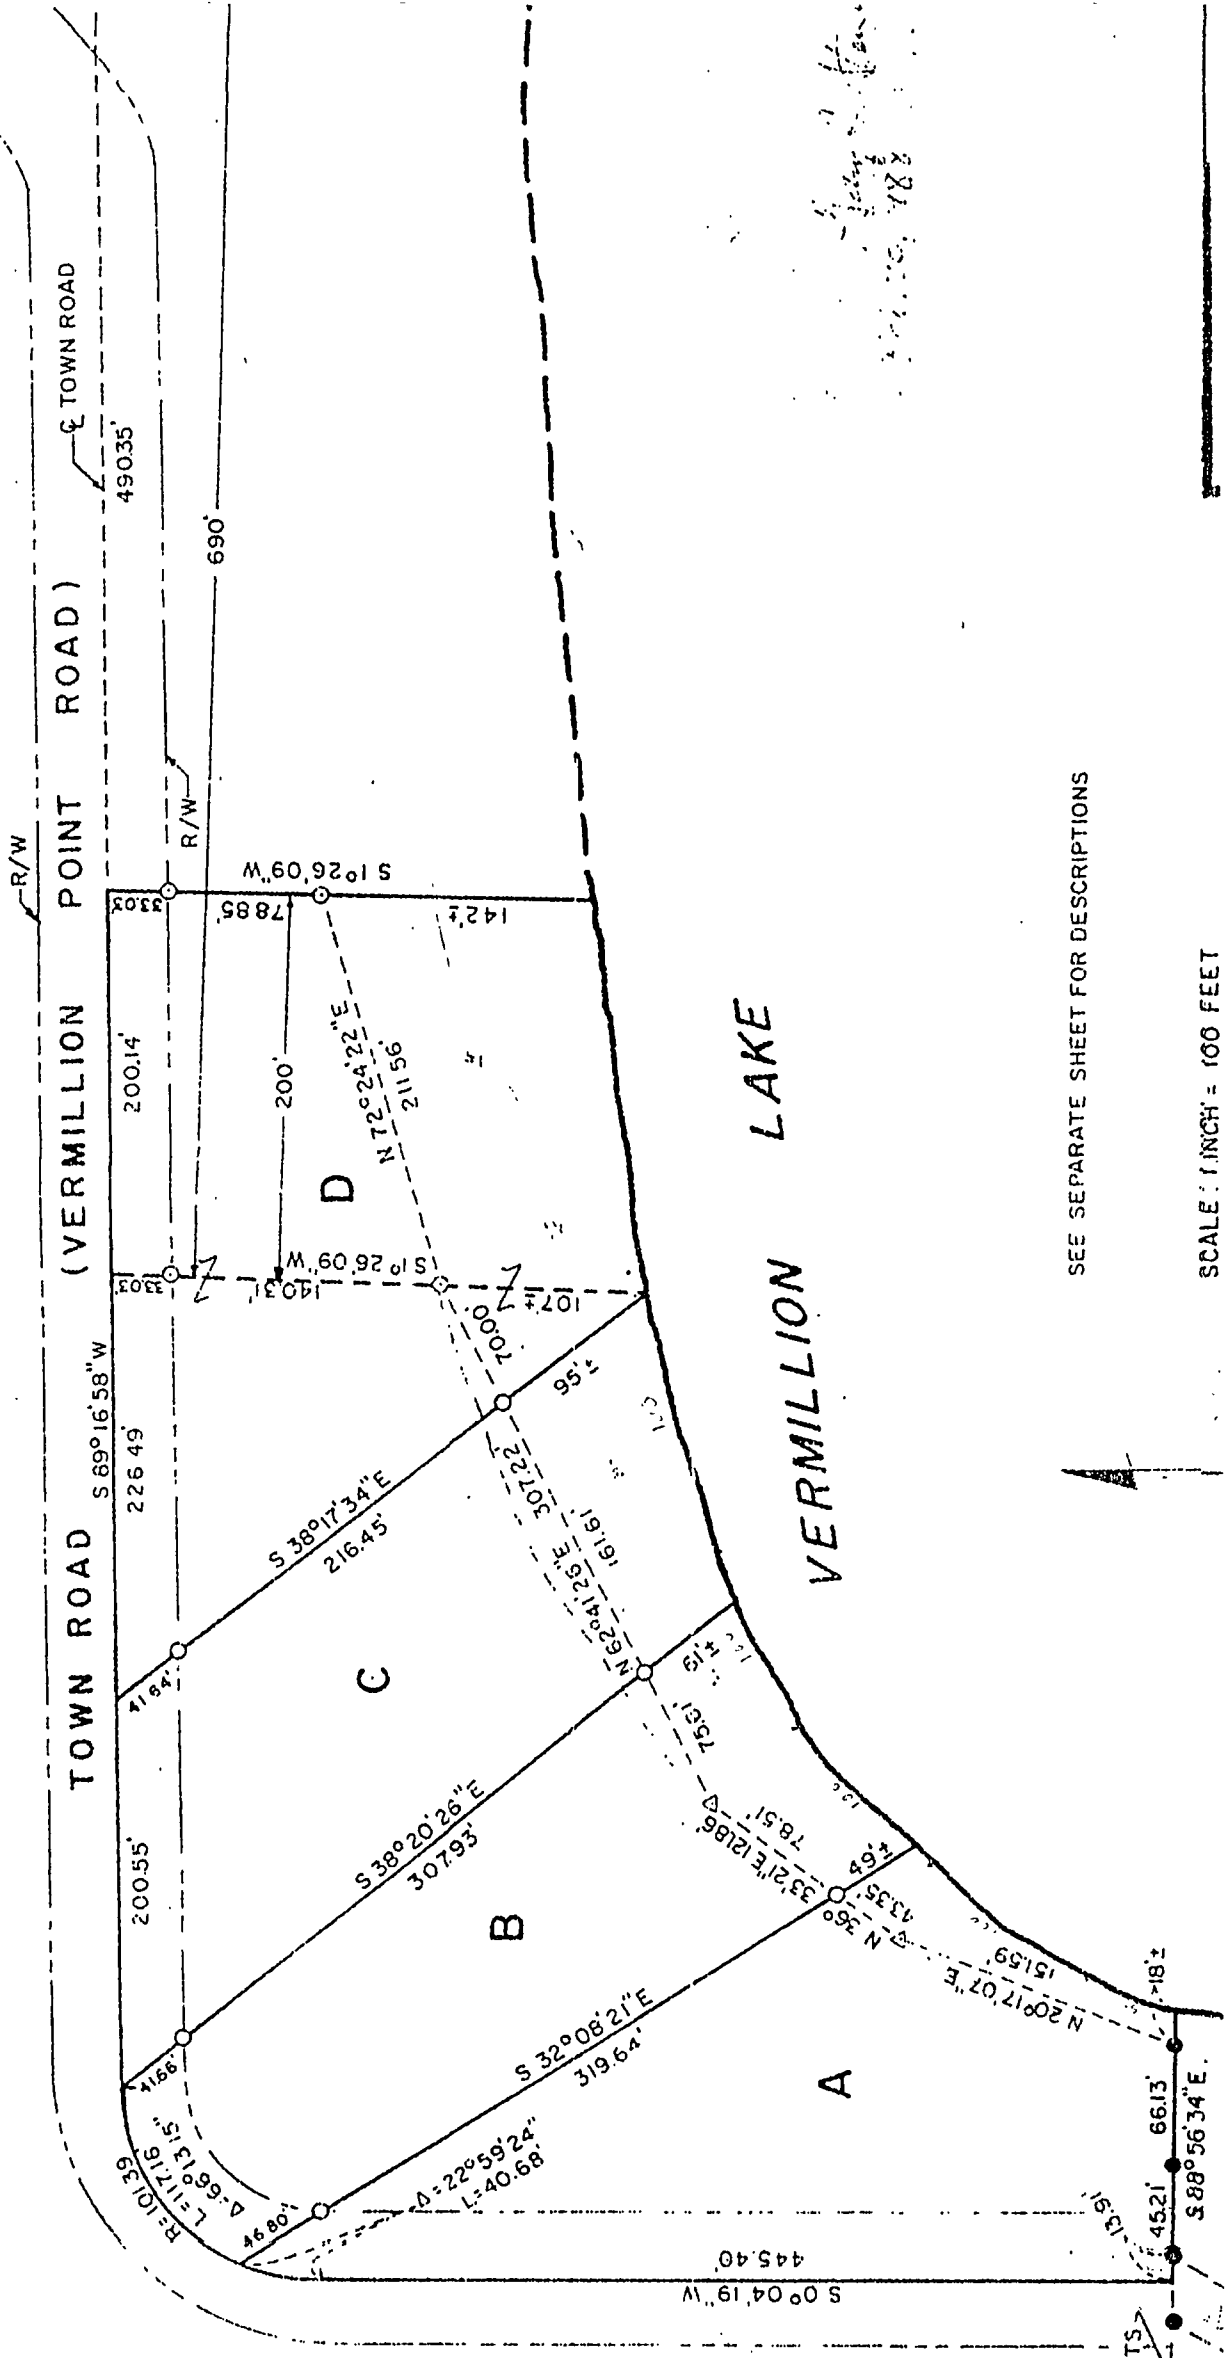 TOWN ROAD (VERMILLION POINT ROAD)
R/W
℄ TOWN ROAD
490.35'
690'
R/W
S 89°16'58"W
200.55'
226.49'
200.14'
33.03'
33.03'
78.85'
S 1°26'09"W
142'±
200'
D
N 72°24'22"E
211.56'
140.31'
S 1°26'09"W
107'±
70.00'
95'±
S 38°17'34"E
216.45'
41.64'
C
307.22'
N 62°41'26"E
161.61'
61'±
75.61'
S 38°20'26"E
307.93'
41.66'
B
N 36°33'21"E 121.86'
78.51'
43.35'
49'±
S 32°08'21"E
319.64'
46.80'
R=101.39
L=117.16'
Δ=66°13'15"
Δ=22°59'24"
L=40.68'
A
N 20°17'07"E
151.59'
18'±
445.40'
S 0°04'19"W
13.91'
45.21'
66.13'
S 88°56'34"E.
TS
VERMILLION LAKE
SEE SEPARATE SHEET FOR DESCRIPTIONS
SCALE: 1 INCH = 100 FEET